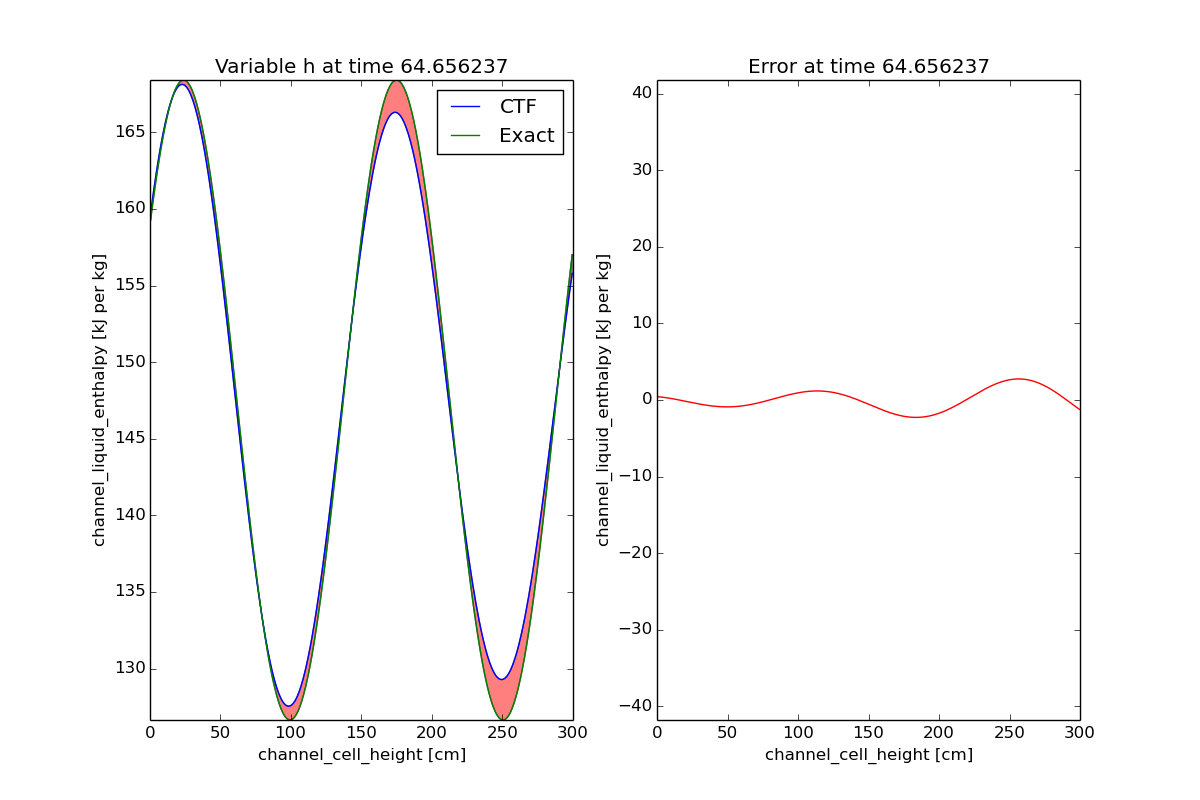 Variable h at time 64.656237
CTF
Exact
165
160
155
150
145
140
135
130
0 50 100 150 200 250 300
channel_cell_height [cm]
channel_liquid_enthalpy [kJ per kg]
Error at time 64.656237
40
30
20
10
0
−10
−20
−30
−40
0 50 100 150 200 250 300
channel_cell_height [cm]
channel_liquid_enthalpy [kJ per kg]